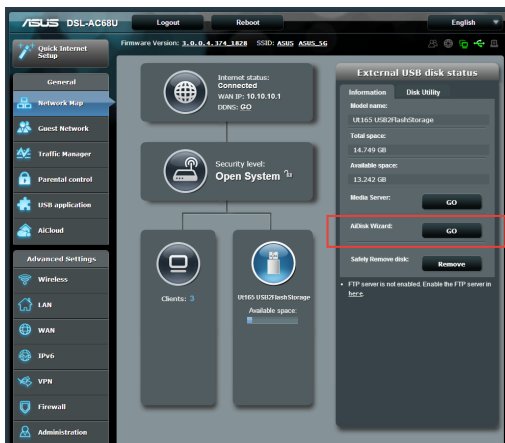 ASUS DSL-AC68U
Logout
Reboot
English
Quick Internet
Setup
Firmware Version: 3.0.0.4.374_1828 SSID: ASUS ASUS_5G
General
Network Map
Guest Network
Traffic Manager
Parental control
USB application
AiCloud
Advanced Settings
Wireless
LAN
WAN
IPv6
VPN
Firewall
Administration
Internet status:
Connected
WAN IP: 10.10.10.1
DDNS: GO
Security level:
Open System
Clients: 3
Ut165 USB2FlashStorage
Available space:
External USB disk status
Information
Disk Utility
Model name:
Ut165 USB2FlashStorage
Total space:
14.749 GB
Available space:
13.242 GB
Media Server:
GO
AiDisk Wizard:
GO
Safely Remove disk:
Remove
• FTP server is not enabled. Enable the FTP server in
here.